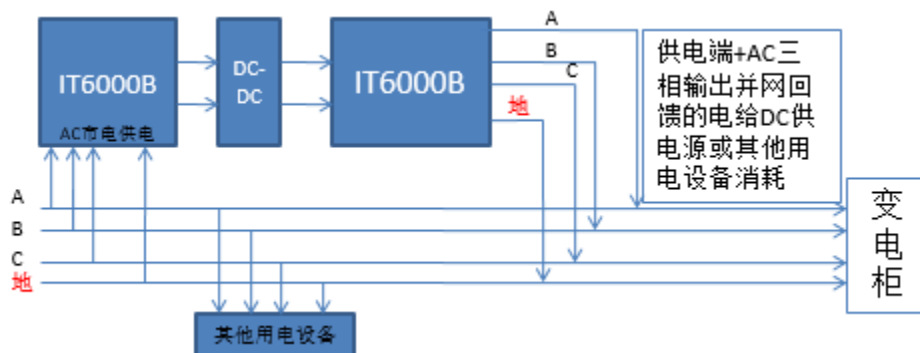 A
B
C
地
IT6000B
AC市电供电
DC-
DC
IT6000B
供电端+AC三
相输出并网回
馈的电给DC供
电源或其他用
电设备消耗
A
B
C
地
变
电
柜
其他用电设备